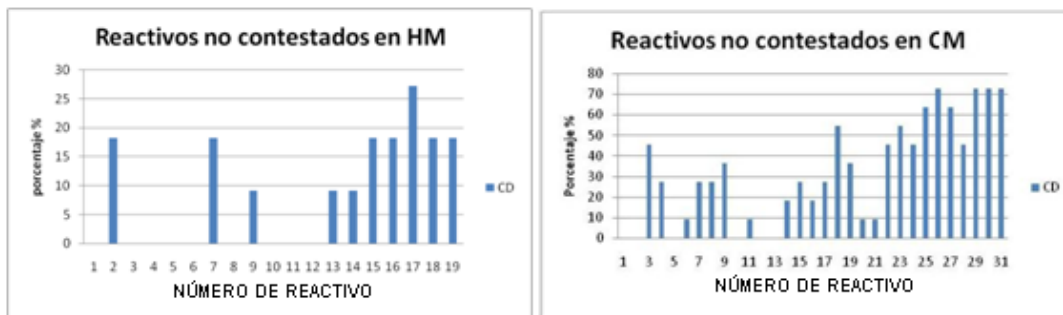 Reactivos no contestados en HM
porcentaje %
30
25
20
15
10
5
0
1 2 3 4 5 6 7 8 9 10 11 12 13 14 15 16 17 18 19
NÚMERO DE REACTIVO
CD
Reactivos no contestados en CM
Porcentaje %
80
70
60
50
40
30
20
10
0
1 3 5 7 9 11 13 15 17 19 21 23 25 27 29 31
NÚMERO DE REACTIVO
CD